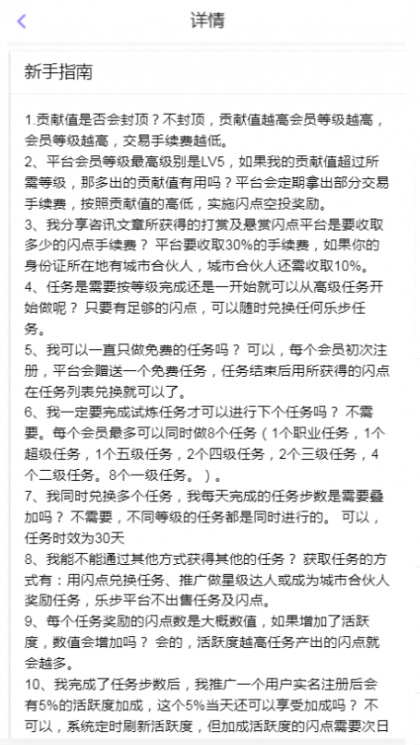 详情
新手指南
1.贡献值是否会封顶？不封顶，贡献值越高会员等级越高，
会员等级越高，交易手续费越低。
2、平台会员等级最高级别是LV5，如果我的贡献值超过所
需等级，那多出的贡献值有用吗？平台会定期拿出部分交易
手续费，按照贡献值的高低，实施闪点空投奖励。
3、我分享咨讯文章所获得的打赏及悬赏闪点平台是要收取
多少的闪点手续费？ 平台要收取30%的手续费，如果你的
身份证所在地有城市合伙人，城市合伙人还需收取10%。
4、任务是需要按等级完成还是一开始就可以从高级任务开
始做呢？ 只要有足够的闪点，可以随时兑换任何乐步任
务。
5、我可以一直只做免费的任务吗？ 可以，每个会员初次注
册，平台会赠送一个免费任务，任务结束后用所获得的闪点
在任务列表兑换就可以了。
6、我一定要完成试炼任务才可以进行下个任务吗？ 不需
要。每个会员最多可以同时做8个任务（1个职业任务，1个
超级任务，1个五级任务，2个四级任务，2个三级任务，4
个二级任务。8个一级任务。）。
7、我同时兑换多个任务，我每天完成的任务步数是需要叠
加吗？ 不需要，不同等级的任务都是同时进行的。 可以，
任务时效为30天
8、我能不能通过其他方式获得其他的任务？ 获取任务的方
式有：用闪点兑换任务、推广做星级达人或成为城市合伙人
奖励任务，乐步平台不出售任务及闪点。
9、每个任务奖励的闪点数是大概数值，如果增加了活跃
度，数值会增加吗？ 会的，活跃度越高任务产出的闪点就
会越多。
10、我完成了任务步数后，我推广一个用户实名注册后会
有5%的活跃度加成，这个5%当天还可以享受加成吗？ 不
可以，系统定时刷新活跃度，但加成活跃度的闪点需要次日